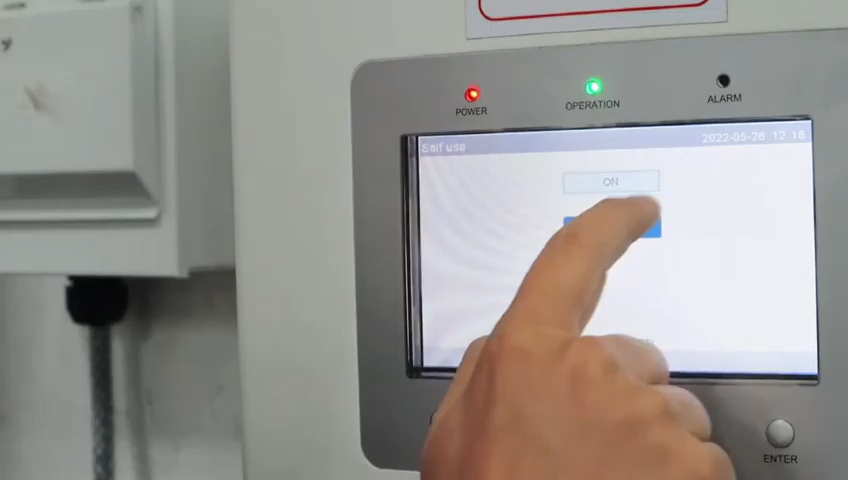 POWER
OPERATION
ALARM
Self use
2022-05-26 12:16
ON
ENTER